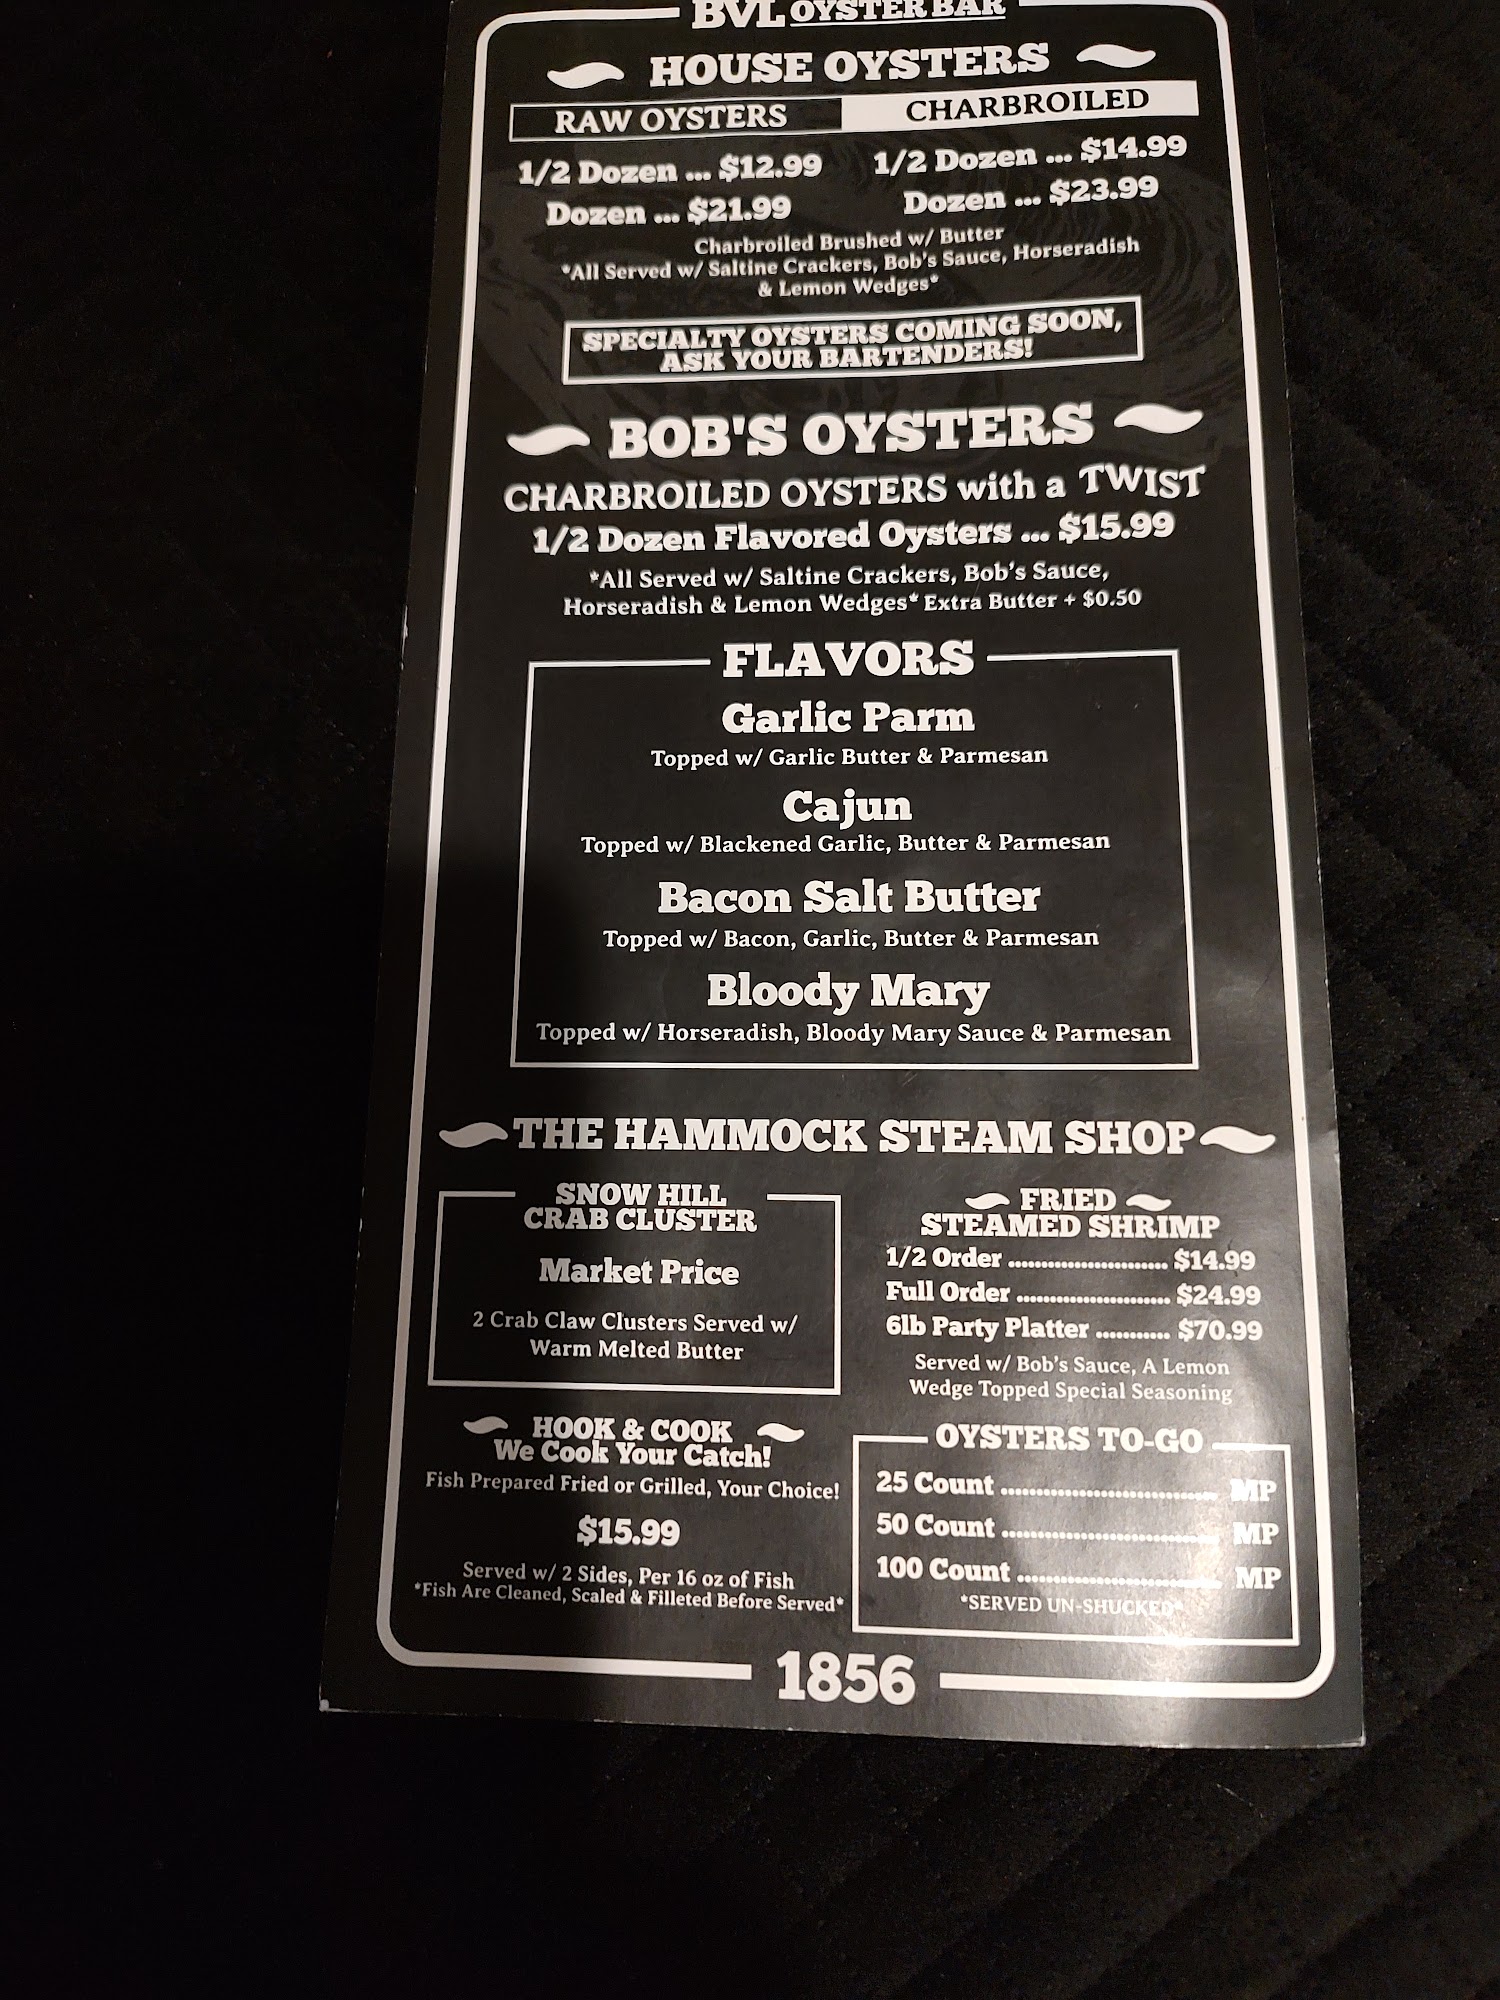 BVL OYSTER BAR
HOUSE OYSTERS
RAW OYSTERS
1/2 Dozen ... $12.99
Dozen ... $21.99
CHARBROILED
1/2 Dozen ... $14.99
Dozen ... $23.99
Charbroiled Brushed w/ Butter
*All Served w/ Saltine Crackers, Bob's Sauce, Horseradish
& Lemon Wedges*
SPECIALTY OYSTERS COMING SOON,
ASK YOUR BARTENDERS!
BOB'S OYSTERS
CHARBROILED OYSTERS with a TWIST
1/2 Dozen Flavored Oysters ... $15.99
*All Served w/ Saltine Crackers, Bob's Sauce,
Horseradish & Lemon Wedges* Extra Butter + $0.50
FLAVORS
Garlic Parm
Topped w/ Garlic Butter & Parmesan
Cajun
Topped w/ Blackened Garlic, Butter & Parmesan
Bacon Salt Butter
Topped w/ Bacon, Garlic, Butter & Parmesan
Bloody Mary
Topped w/ Horseradish, Bloody Mary Sauce & Parmesan
THE HAMMOCK STEAM SHOP
SNOW HILL
CRAB CLUSTER
Market Price
2 Crab Claw Clusters Served w/
Warm Melted Butter
FRIED
STEAMED SHRIMP
1/2 Order ........................ $14.99
Full Order ....................... $24.99
6lb Party Platter ........... $70.99
Served w/ Bob's Sauce, A Lemon
Wedge Topped Special Seasoning
HOOK & COOK
We Cook Your Catch!
Fish Prepared Fried or Grilled, Your Choice!
$15.99
Served w/ 2 Sides, Per 16 oz of Fish
*Fish Are Cleaned, Scaled & Filleted Before Served*
OYSTERS TO-GO
25 Count .............................. MP
50 Count .............................. MP
100 Count ............................ MP
*SERVED UN-SHUCKED*
1856